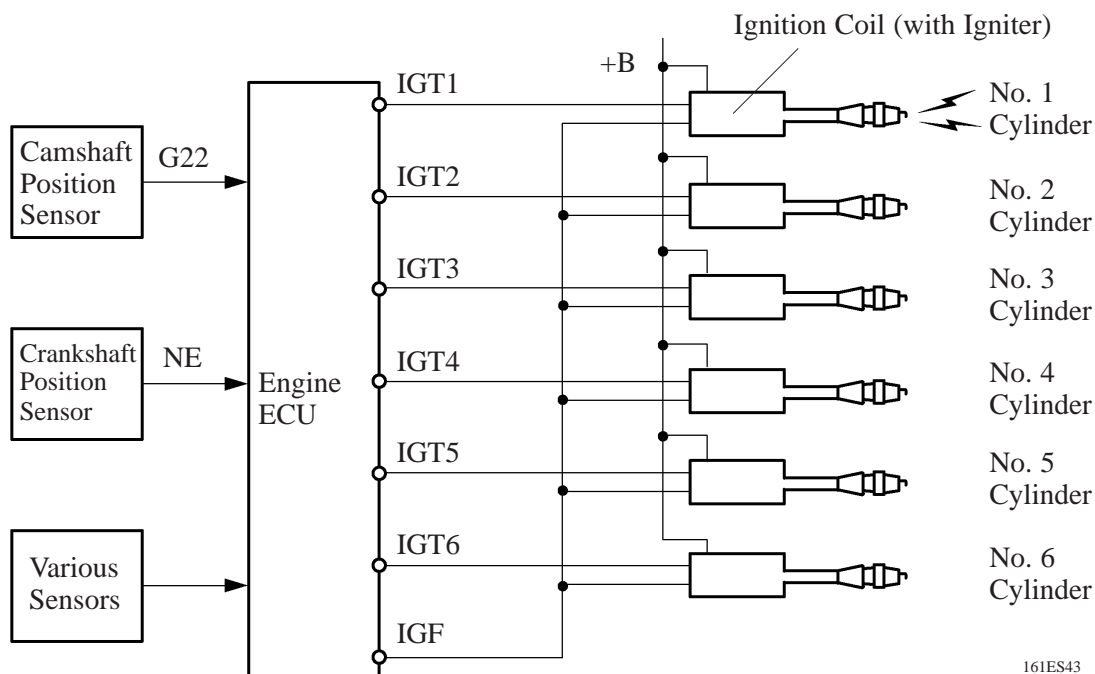 Ignition Coil (with Igniter)
+B
IGT1
No. 1
Cylinder
Camshaft
Position
Sensor
G22
IGT2
No. 2
Cylinder
IGT3
No. 3
Cylinder
Crankshaft
Position
Sensor
NE
Engine
ECU
IGT4
No. 4
Cylinder
IGT5
No. 5
Cylinder
Various
Sensors
IGT6
No. 6
Cylinder
IGF
161ES43